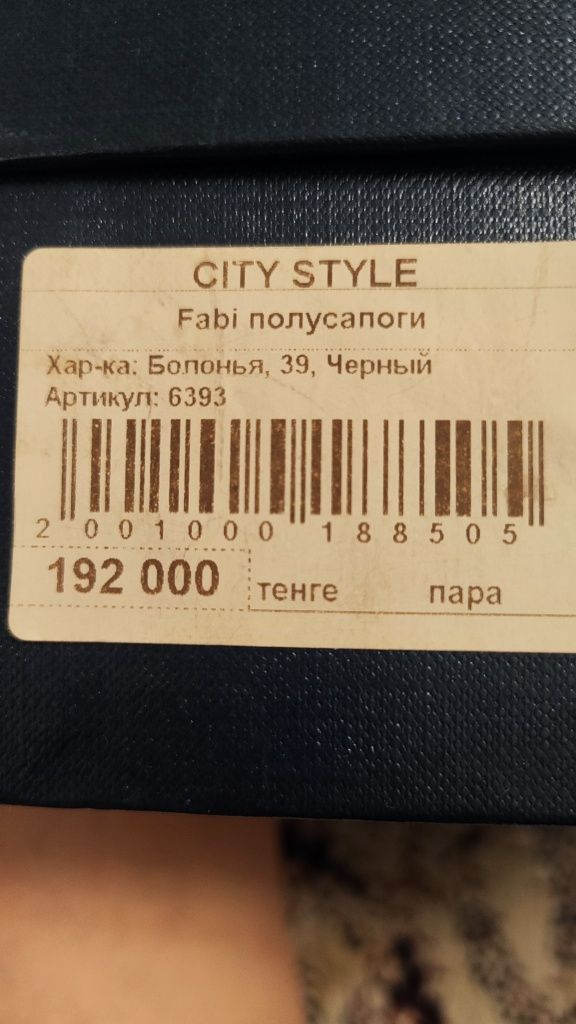 CITY STYLE
Fabi полусапоги
Хар-ка: Болонья, 39, Черный
Артикул: 6393
2 001000 188505
192 000 тенге пара